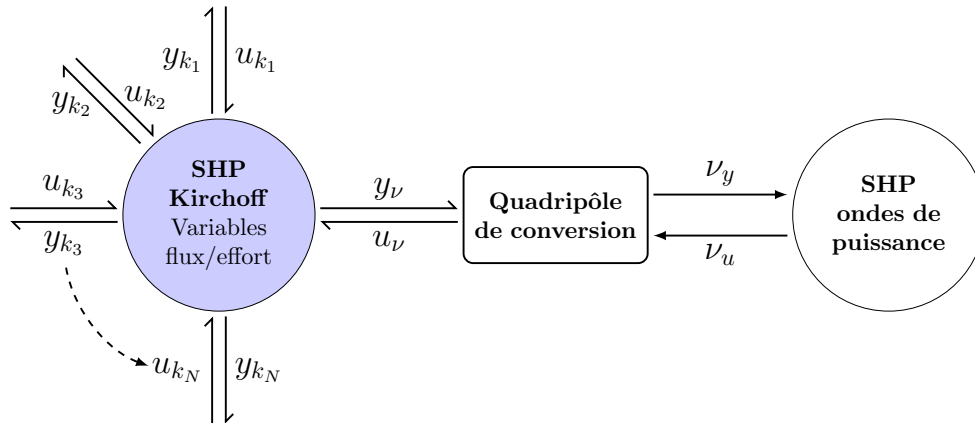 y_{k_1} u_{k_1}
y_{k_2} u_{k_2}
u_{k_3}
y_{k_3}
SHP
Kirchoff
Variables
flux/effort
y_ν
u_ν
Quadripôle
de conversion
ν_y
ν_u
SHP
ondes de
puissance
u_{k_N} y_{k_N}